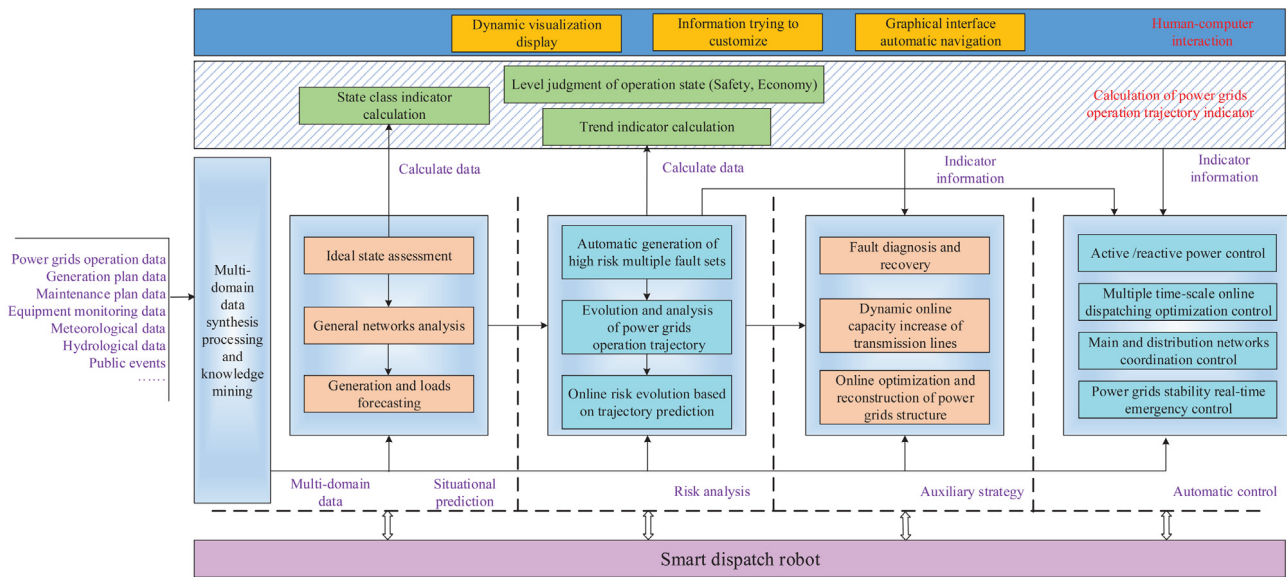 Dynamic visualization
display
Information trying to
customize
Graphical interface
automatic navigation
Human-computer
interaction
Level judgment of operation state (Safety, Economy)
State class indicator
calculation
Trend indicator calculation
Calculation of power grids
operation trajectory indicator
Calculate data
Calculate data
Indicator
information
Indicator
information
Power grids operation data
Generation plan data
Maintenance plan data
Equipment monitoring data
Meteorological data
Hydrological data
Public events
……
Multi-
domain
data
synthesis
processing
and
knowledge
mining
Ideal state assessment
General networks analysis
Generation and loads
forecasting
Automatic generation of
high risk multiple fault sets
Evolution and analysis
of power grids
operation trajectory
Online risk evolution based
on trajectory prediction
Fault diagnosis and
recovery
Dynamic online
capacity increase of
transmission lines
Online optimization and
reconstruction of power
grids structure
Active /reactive power control
Multiple time-scale online
dispatching optimization control
Main and distribution networks
coordination control
Power grids stability real-time
emergency control
Multi-domain
data
Situational
prediction
Risk analysis
Auxiliary strategy
Automatic control
Smart dispatch robot